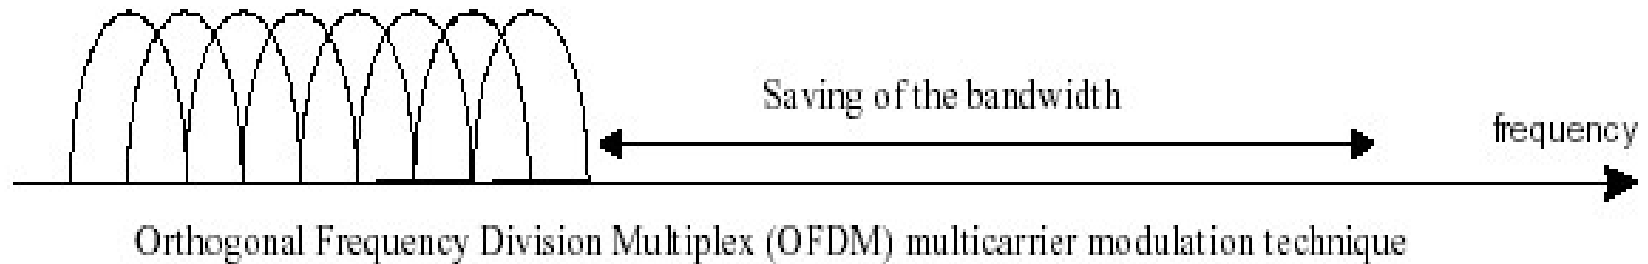 Saving of the bandwidth
frequency
Orthogonal Frequency Division Multiplex (OFDM) multicarrier modulation technique